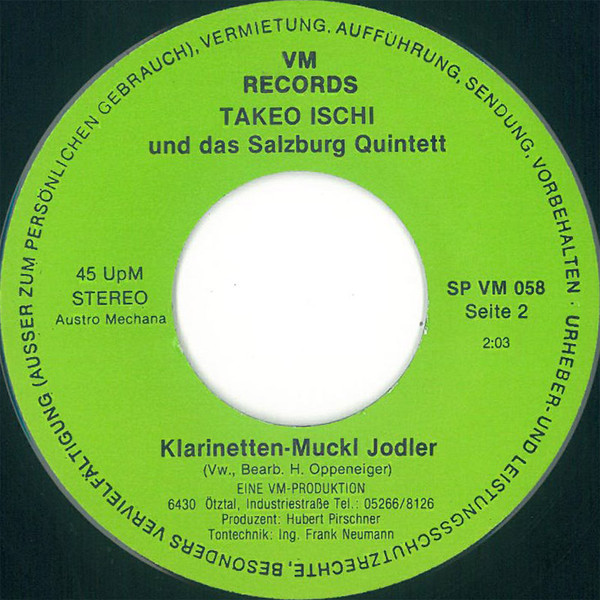 URHEBER- UND LEISTUNGSSCHUTZRECHTE, BESONDERS VERVIELFÄLTIGUNG (AUSSER ZUM PERSÖNLICHEN GEBRAUCH), VERMIETUNG. AUFFÜHRUNG, SENDUNG, VORBEHALTEN ·
VM
RECORDS
TAKEO ISCHI
und das Salzburg Quintett
45 UpM
STEREO
Austro Mechana
SP VM 058
Seite 2
2:03
Klarinetten-Muckl Jodler
(Vw., Bearb. H. Oppeneiger)
EINE VM-PRODUKTION
6430 Ötztal, Industriestraße Tel.: 05266/8126
Produzent: Hubert Pirschner
Tontechnik: Ing. Frank Neumann